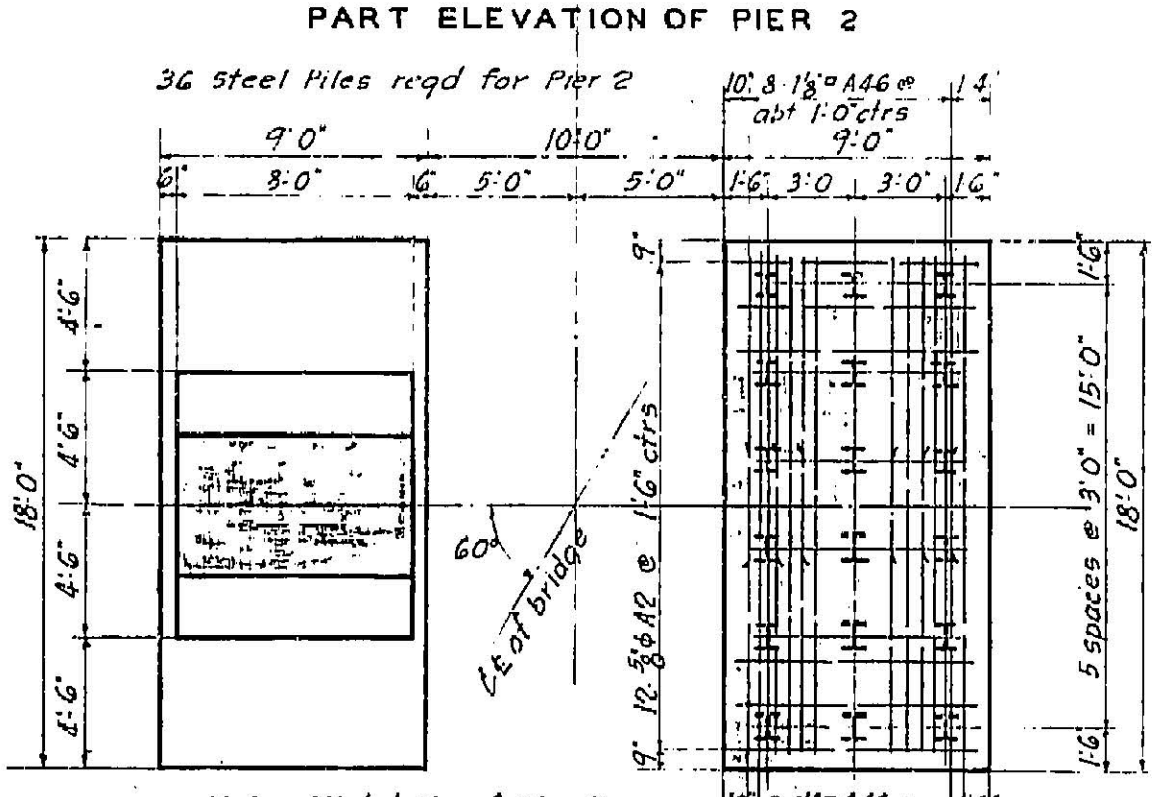 PART ELEVATION OF PIER 2
36 Steel Piles reqd for Pier 2
10" 8-1⅛"▫ A46 @ 1'4"
abt 1'-0" ctrs
9'-0" 10'-0" 9'-0"
6" 8'-0" 6" 5'-0" 5'-0" 1'-6" 3'-0 3'-0" 1'-6"
18'-0"
4'-6"
4'-6"
4'-6"
4'-6"
60°
℄ of bridge
9" 12-⅝"ϕ A2 @ 1'-6" ctrs 9"
1'-6" 5 spaces @ 3'-0" = 15'-0" 1'-6
18'-0"